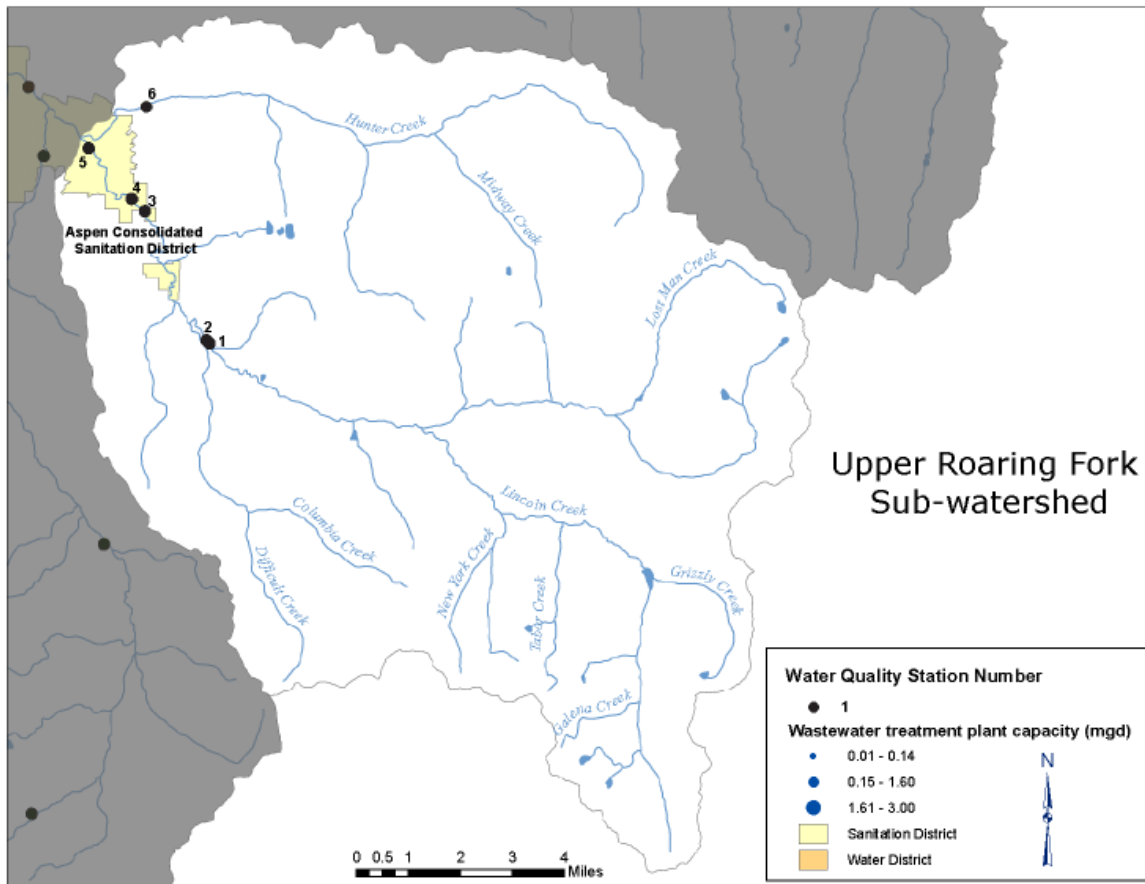 6
Hunter Creek
5
Midway Creek
4
3
Aspen Consolidated
Sanitation District
Lost Man Creek
2
1
Upper Roaring Fork
Sub-watershed
Lincoln Creek
Columbia Creek
Difficult Creek
New York Creek
Tabor Creek
Grizzly Creek
Galena Creek
Water Quality Station Number
1
Wastewater treatment plant capacity (mgd)
0.01 - 0.14
0.15 - 1.60
1.61 - 3.00
Sanitation District
Water District
N
0 0.5 1 2 3 4
Miles